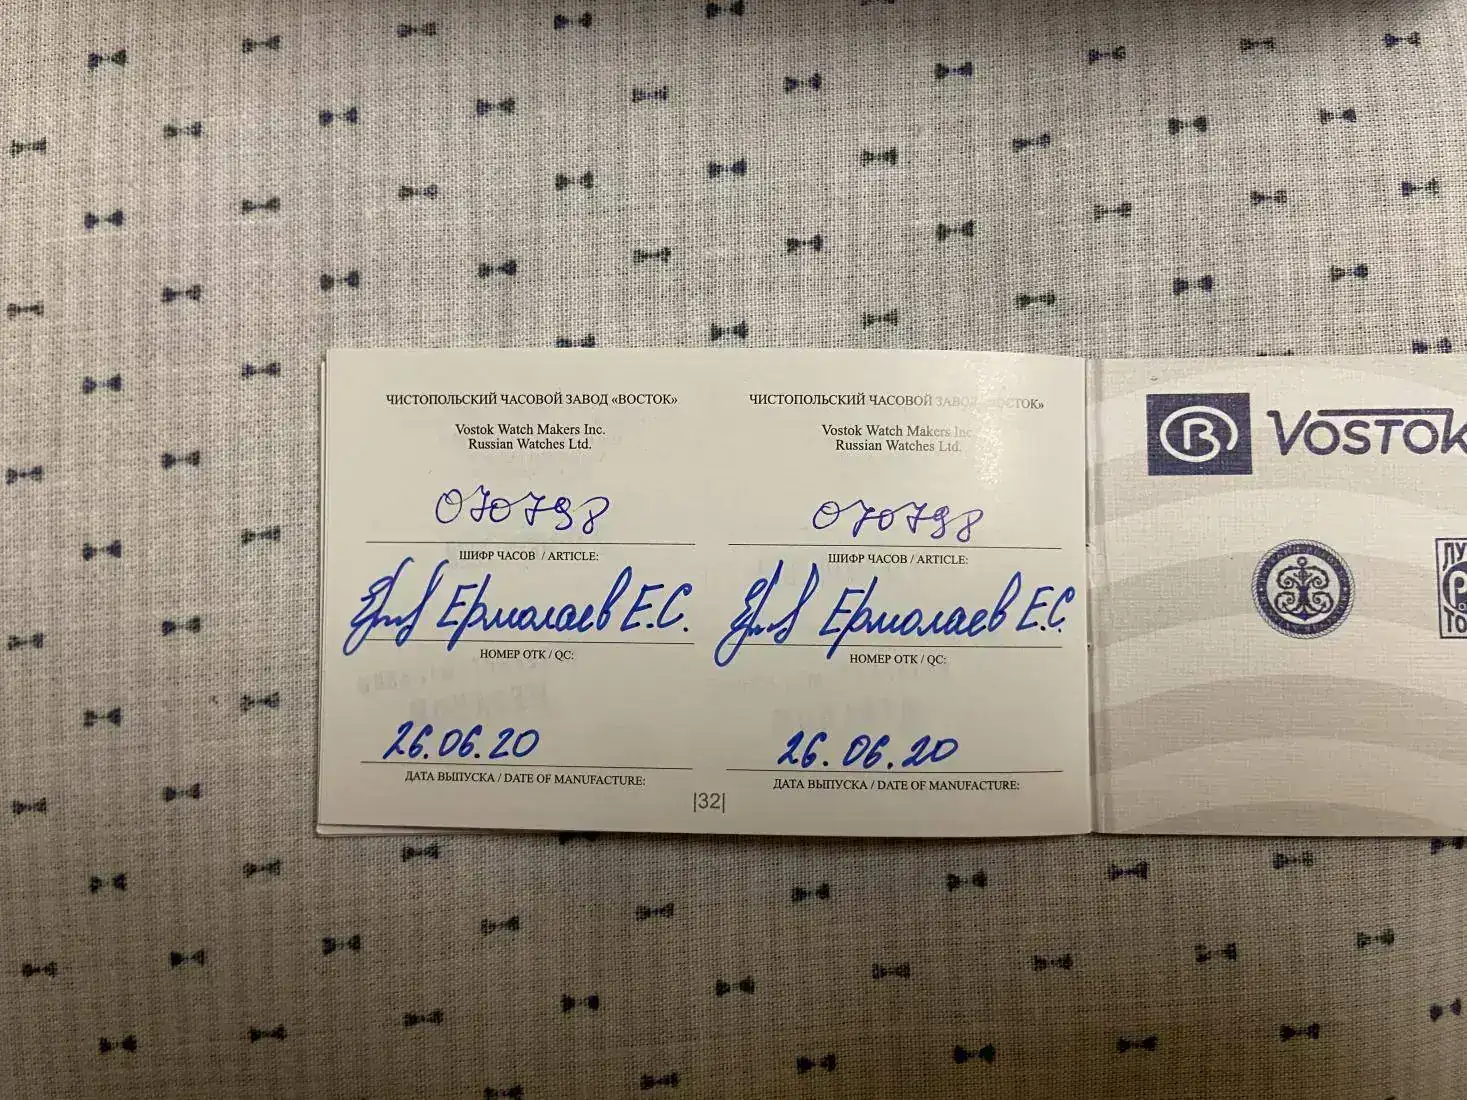 ЧИСТОПОЛЬСКИЙ ЧАСОВОЙ ЗАВОД «ВОСТОК»
Vostok Watch Makers Inc.
Russian Watches Ltd.
070798
ШИФР ЧАСОВ / ARTICLE:
Ермолаев Е.С.
НОМЕР ОТК / QC:
26.06.20
ДАТА ВЫПУСКА / DATE OF MANUFACTURE:
ЧИСТОПОЛЬСКИЙ ЧАСОВОЙ ЗАВОД «ВОСТОК»
Vostok Watch Makers Inc.
Russian Watches Ltd.
070798
ШИФР ЧАСОВ / ARTICLE:
Ермолаев Е.С.
НОМЕР ОТК / QC:
26.06.20
ДАТА ВЫПУСКА / DATE OF MANUFACTURE:
|32|
VOSTOK